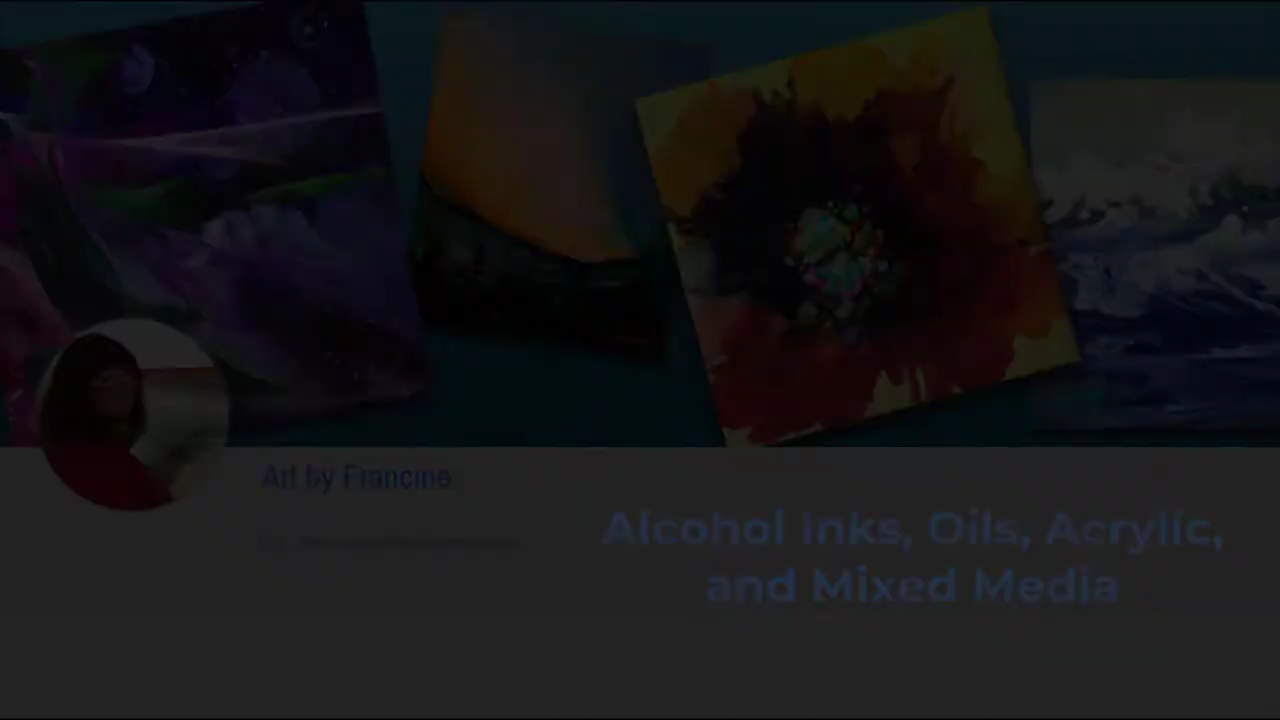 Art by Francine
Alcohol Inks, Oils, Acrylic,
and Mixed Media